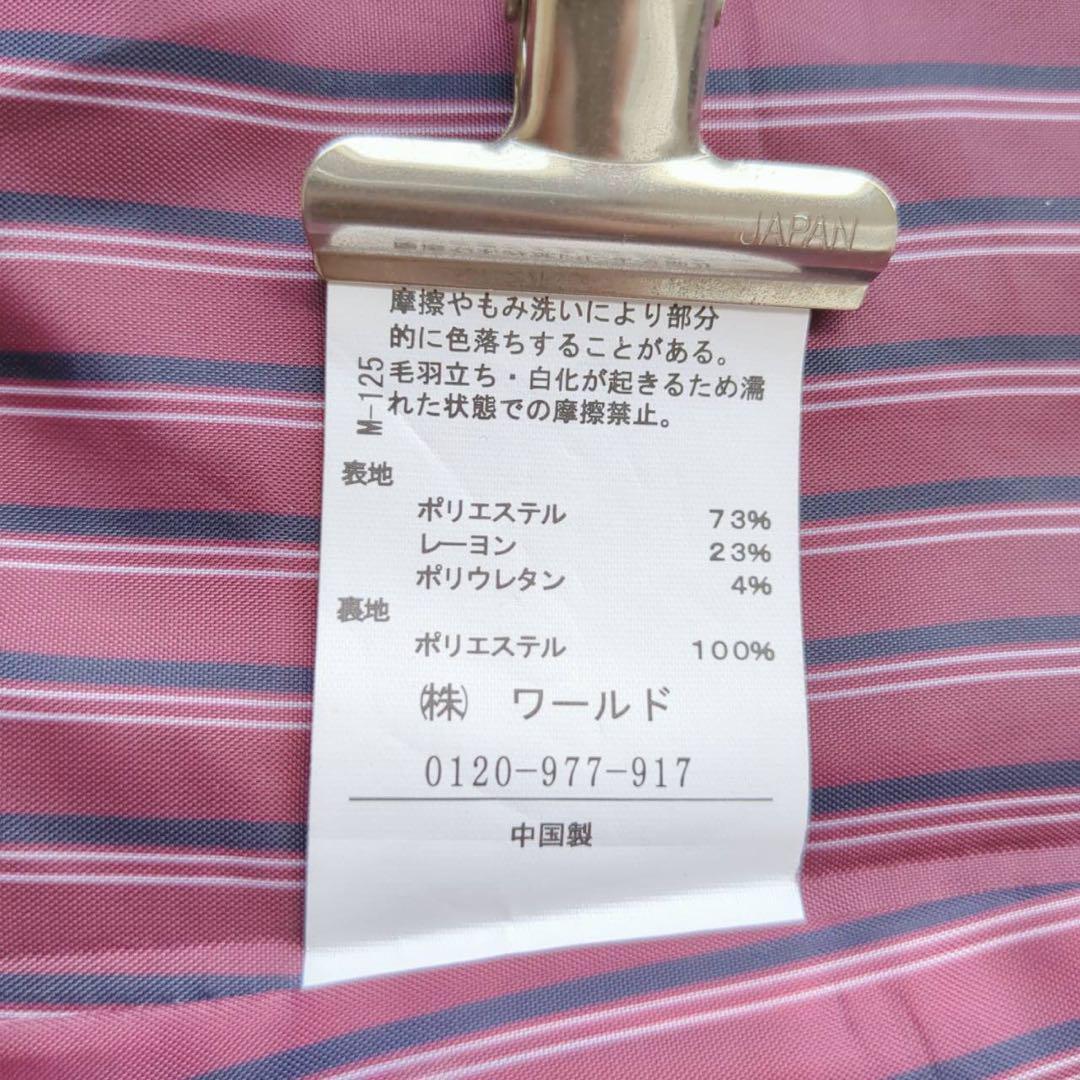 JAPAN
摩擦やもみ洗いにより部分
的に色落ちすることがある。
毛羽立ち・白化が起きるため濡
れた状態での摩擦禁止。
M-125
表地
ポリエステル 73%
レーヨン 23%
ポリウレタン 4%
裏地
ポリエステル 100%
㈱ ワールド
0120-977-917
中国製